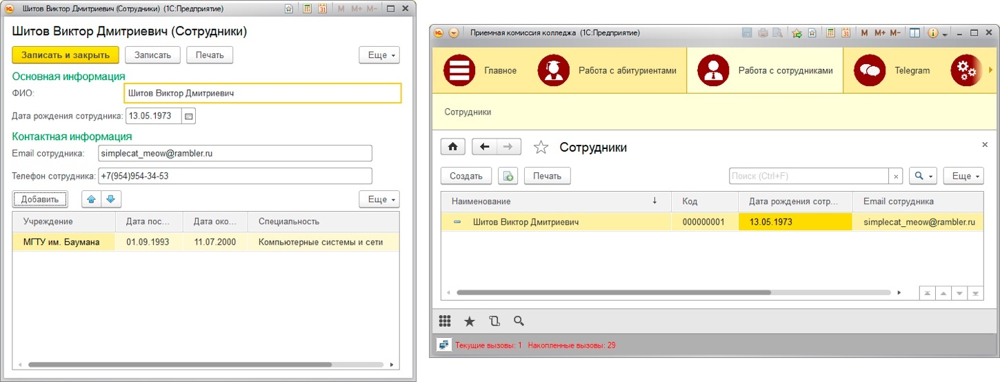 Шитов Виктор Дмитриевич (Сотрудники) (1С:Предприятие)
31 M M+ M-
Шитов Виктор Дмитриевич (Сотрудники)
Записать и закрыть Записать Печать Еще
Основная информация
ФИО: Шитов Виктор Дмитриевич
Дата рождения сотрудника: 13.05.1973
Контактная информация
Email сотрудника: simplecat_meow@rambler.ru
Телефон сотрудника: +7(954)954-34-53
Добавить Еще
Учреждение Дата пос... Дата око... Специальность
МГТУ им. Баумана 01.09.1993 11.07.2000 Компьютерные системы и сети
Приемная комиссия колледжа (1С:Предприятие)
31 M M+ M-
Главное Работа с абитуриентами Работа с сотрудниками Telegram
Сотрудники
Сотрудники
Создать Печать Поиск (Ctrl+F) Еще
Наименование Код Дата рождения сотр... Email сотрудника
Шитов Виктор Дмитриевич 000000001 13.05.1973 simplecat_meow@rambler.ru
Текущие вызовы: 1 Накопленные вызовы: 29